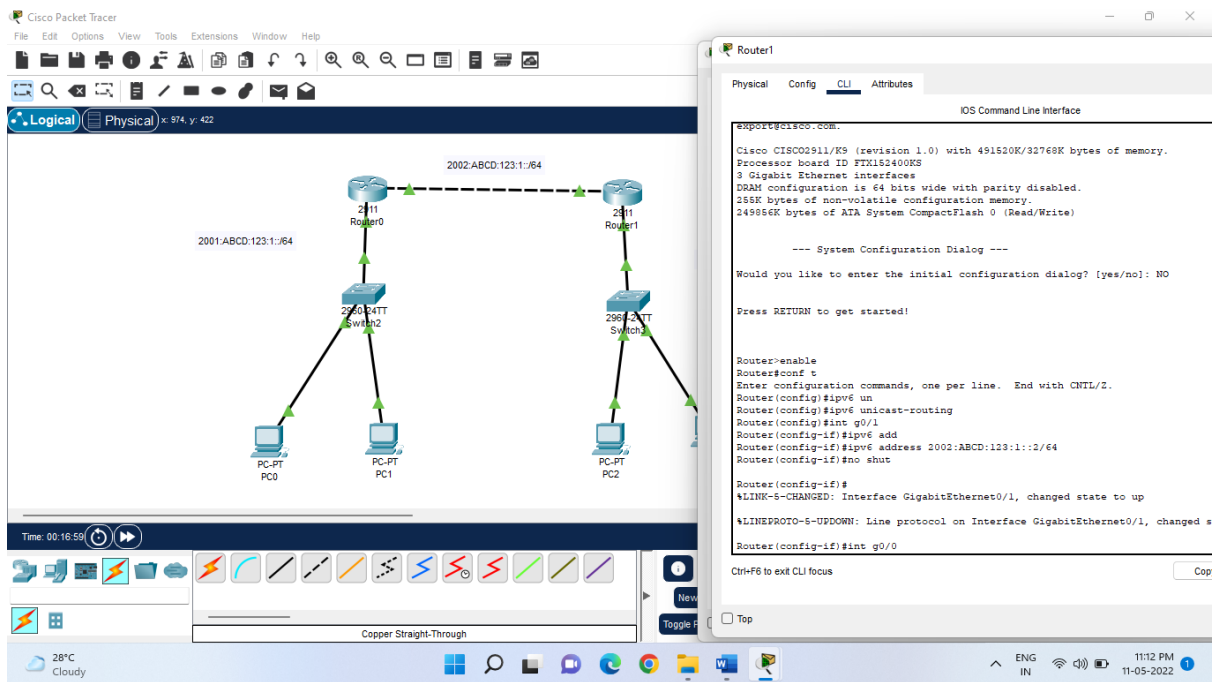 Cisco Packet Tracer
File Edit Options View Tools Extensions Window Help
Logical Physical x: 974, y: 422
2002:ABCD:123:1::/64
2911
Router0
2911
Router1
2001:ABCD:123:1::/64
2960-24TT
Switch2
2960-24TT
Switch3
PC-PT
PC0
PC-PT
PC1
PC-PT
PC2
Time: 00:16:59
New
Toggle
Copper Straight-Through
Router1
Physical Config CLI Attributes
IOS Command Line Interface
export@cisco.com.
Cisco CISCO2911/K9 (revision 1.0) with 491520K/32768K bytes of memory.
Processor board ID FTX152400KS
3 Gigabit Ethernet interfaces
DRAM configuration is 64 bits wide with parity disabled.
255K bytes of non-volatile configuration memory.
249856K bytes of ATA System CompactFlash 0 (Read/Write)
--- System Configuration Dialog ---
Would you like to enter the initial configuration dialog? [yes/no]: NO
Press RETURN to get started!
Router>enable
Router#conf t
Enter configuration commands, one per line. End with CNTL/Z.
Router(config)#ipv6 un
Router(config)#ipv6 unicast-routing
Router(config)#int g0/1
Router(config-if)#ipv6 add
Router(config-if)#ipv6 address 2002:ABCD:123:1::2/64
Router(config-if)#no shut
Router(config-if)#
%LINK-5-CHANGED: Interface GigabitEthernet0/1, changed state to up
%LINEPROTO-5-UPDOWN: Line protocol on Interface GigabitEthernet0/1, changed s
Router(config-if)#int g0/0
Ctrl+F6 to exit CLI focus
Cop
Top
28°C
Cloudy
ENG
IN
11:12 PM
11-05-2022
1